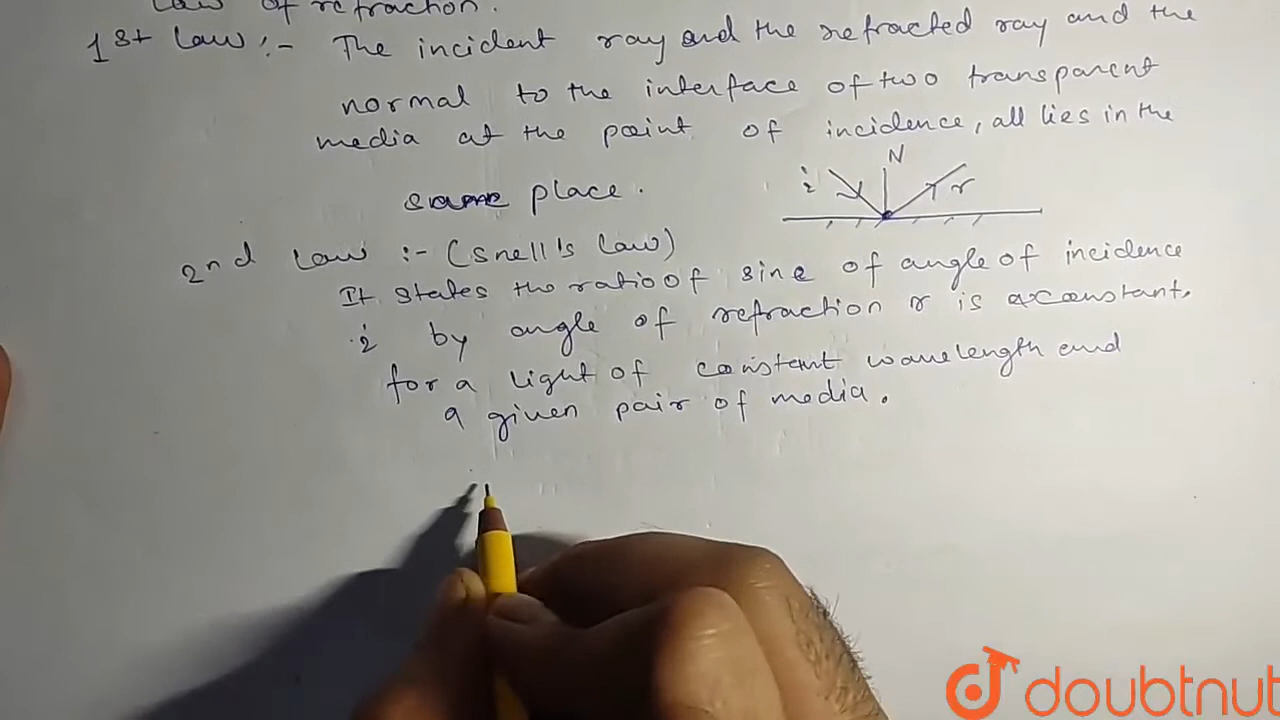 Law of refraction.
1st Law :- The incident ray and the refracted ray and the
normal to the interface of two transparent
media at the point of incidence, all lies in the
same place.
N
i r
2nd Law :- (Snell's Law)
It states the ratio of sine of angle of incidence
i by angle of refraction r is a constant,
for a light of constant wavelength and
a given pair of media.
doubtnut